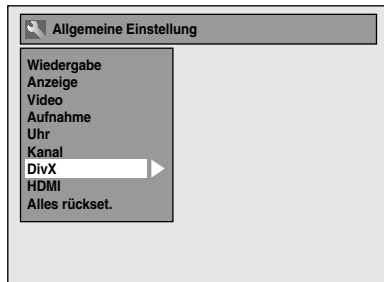 Allgemeine Einstellung
Wiedergabe
Anzeige
Video
Aufnahme
Uhr
Kanal
DivX
HDMI
Alles rückset.